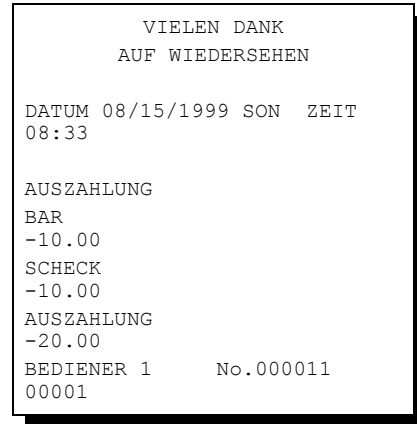 VIELEN DANK
AUF WIEDERSEHEN
DATUM 08/15/1999 SON ZEIT
08:33
AUSZAHLUNG
BAR
-10.00
SCHECK
-10.00
AUSZAHLUNG
-20.00
BEDIENER 1 No.000011
00001